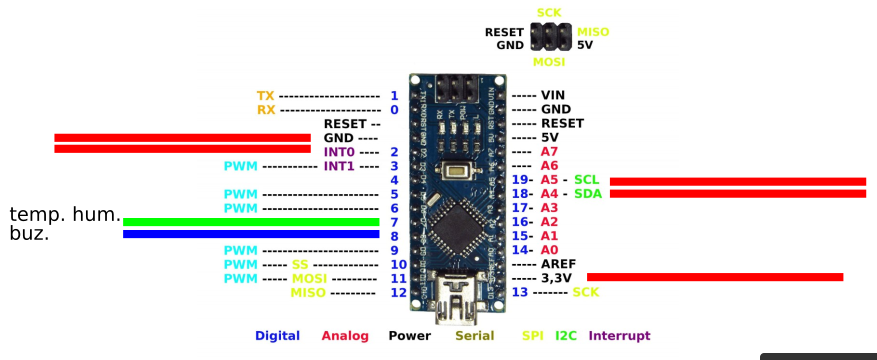 SCK
RESET MISO
GND 5V
MOSI
TX 1 VIN
RX 0 GND
RESET RESET
GND 5V
INT0 2 A7
PWM INT1 3 A6
4 19- A5 - SCL
PWM 5 18- A4 - SDA
PWM 6 17- A3
temp. hum. 7 16- A2
buz. 8 15- A1
PWM 9 14- A0
PWM SS 10 AREF
PWM MOSI 11 3,3V
MISO 12 13 SCK
Digital Analog Power Serial SPI I2C Interrupt